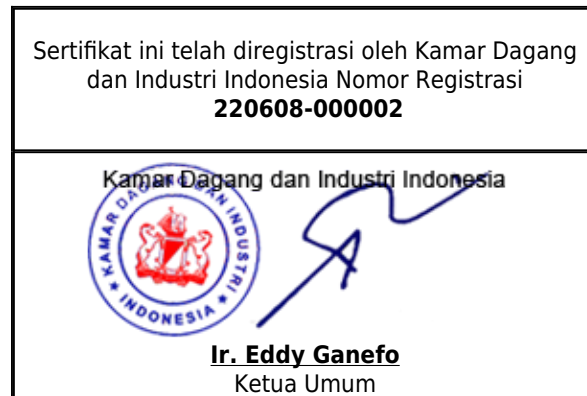 Sertifikat ini telah diregistrasi oleh Kamar Dagang
dan Industri Indonesia Nomor Registrasi
220608-000002
Kamar Dagang dan Industri Indonesia
KAMAR DAGANG DAN INDUSTRI
* INDONESIA *
Ir. Eddy Ganefo
Ketua Umum